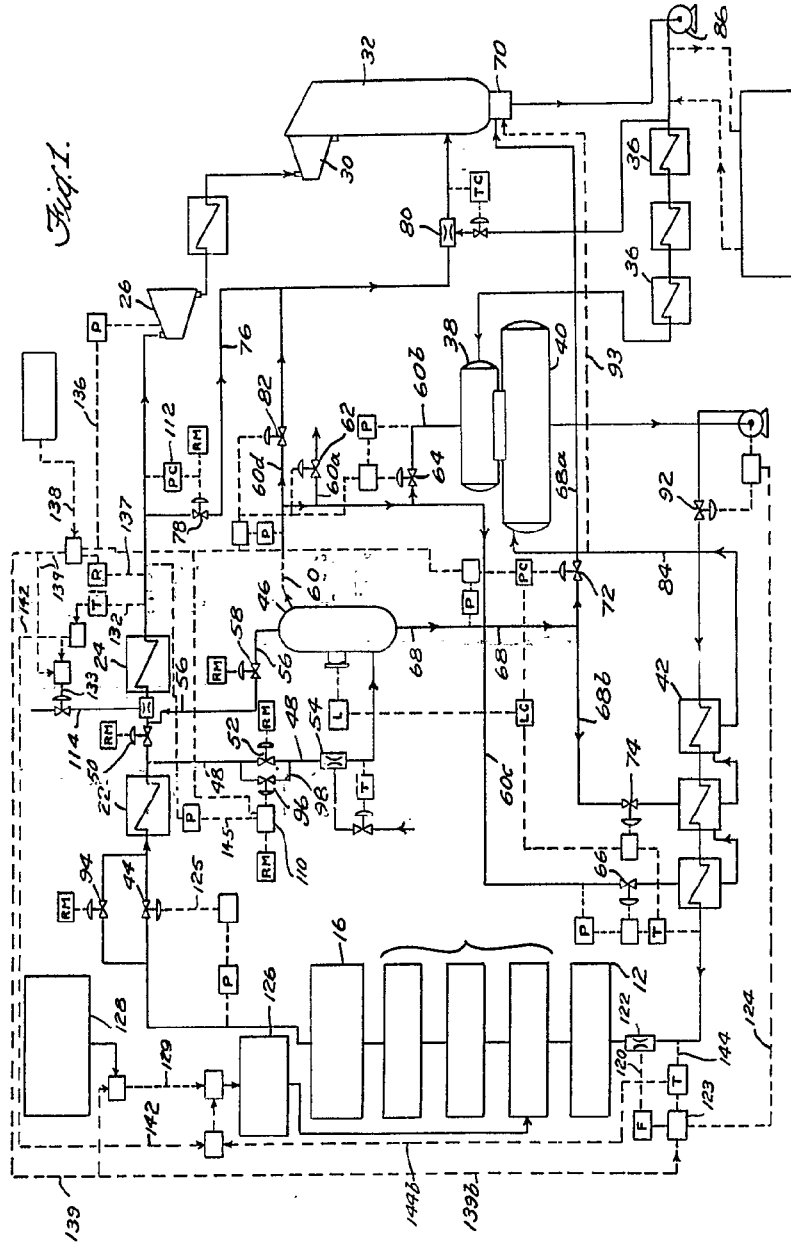 Fig.1.
32
30
26
P
136
138
139
137
142
R
T
132
133
24
114
22
50
RM
56
58
RM
56
46
112
PC
RM
78
76
80
TC
82
60d
62
60a
60
P
P
64
60b
38
40
70
86
36
36
93
68a
72
PC
P
68
68
68b
L
LC
48
48
52
RM
54
T
98
96
145
110
RM
P
94
RM
44
125
P
128
129
126
142
139
16
12
122
120
F
T
123
144
124
144b
139b
60c
66
P
T
74
42
84
92